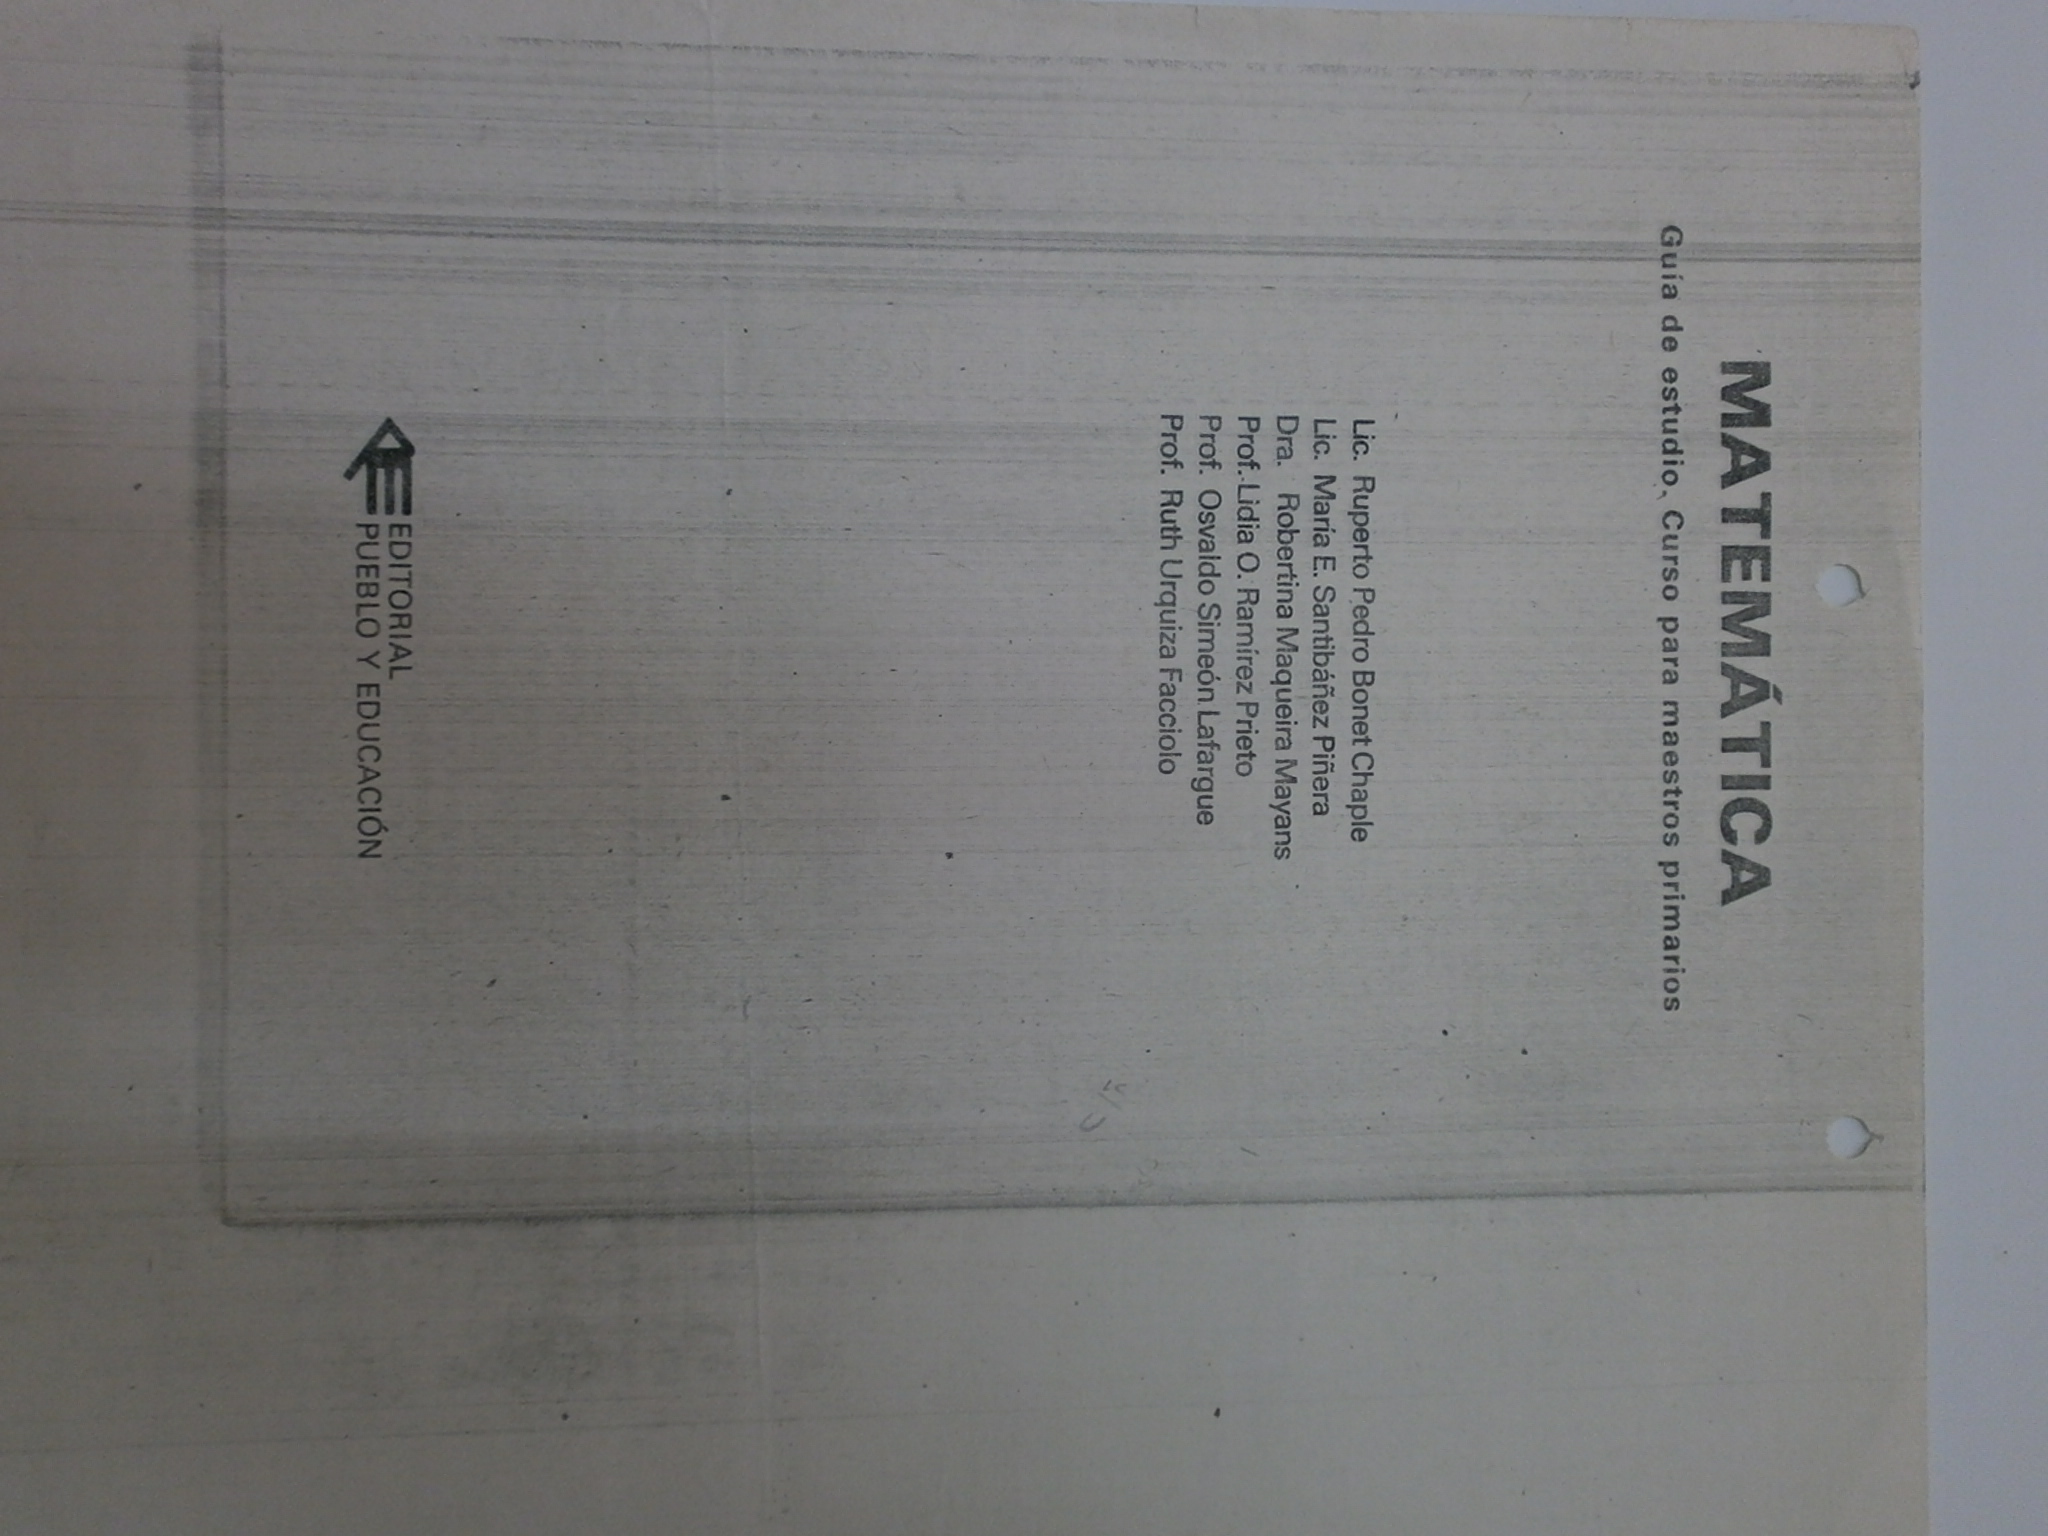 MATEMÁTICA
Guía de estudio, Curso para maestros primarios
Lic. Ruperto Pedro Bonet Chaple
Lic. María E. Santibáñez Piñera
Dra. Robertina Maqueira Mayans
Prof. Lidia O. Ramírez Prieto
Prof. Osvaldo Simeón Lafargue
Prof. Ruth Urquiza Facciolo
EDITORIAL
PUEBLO Y EDUCACIÓN